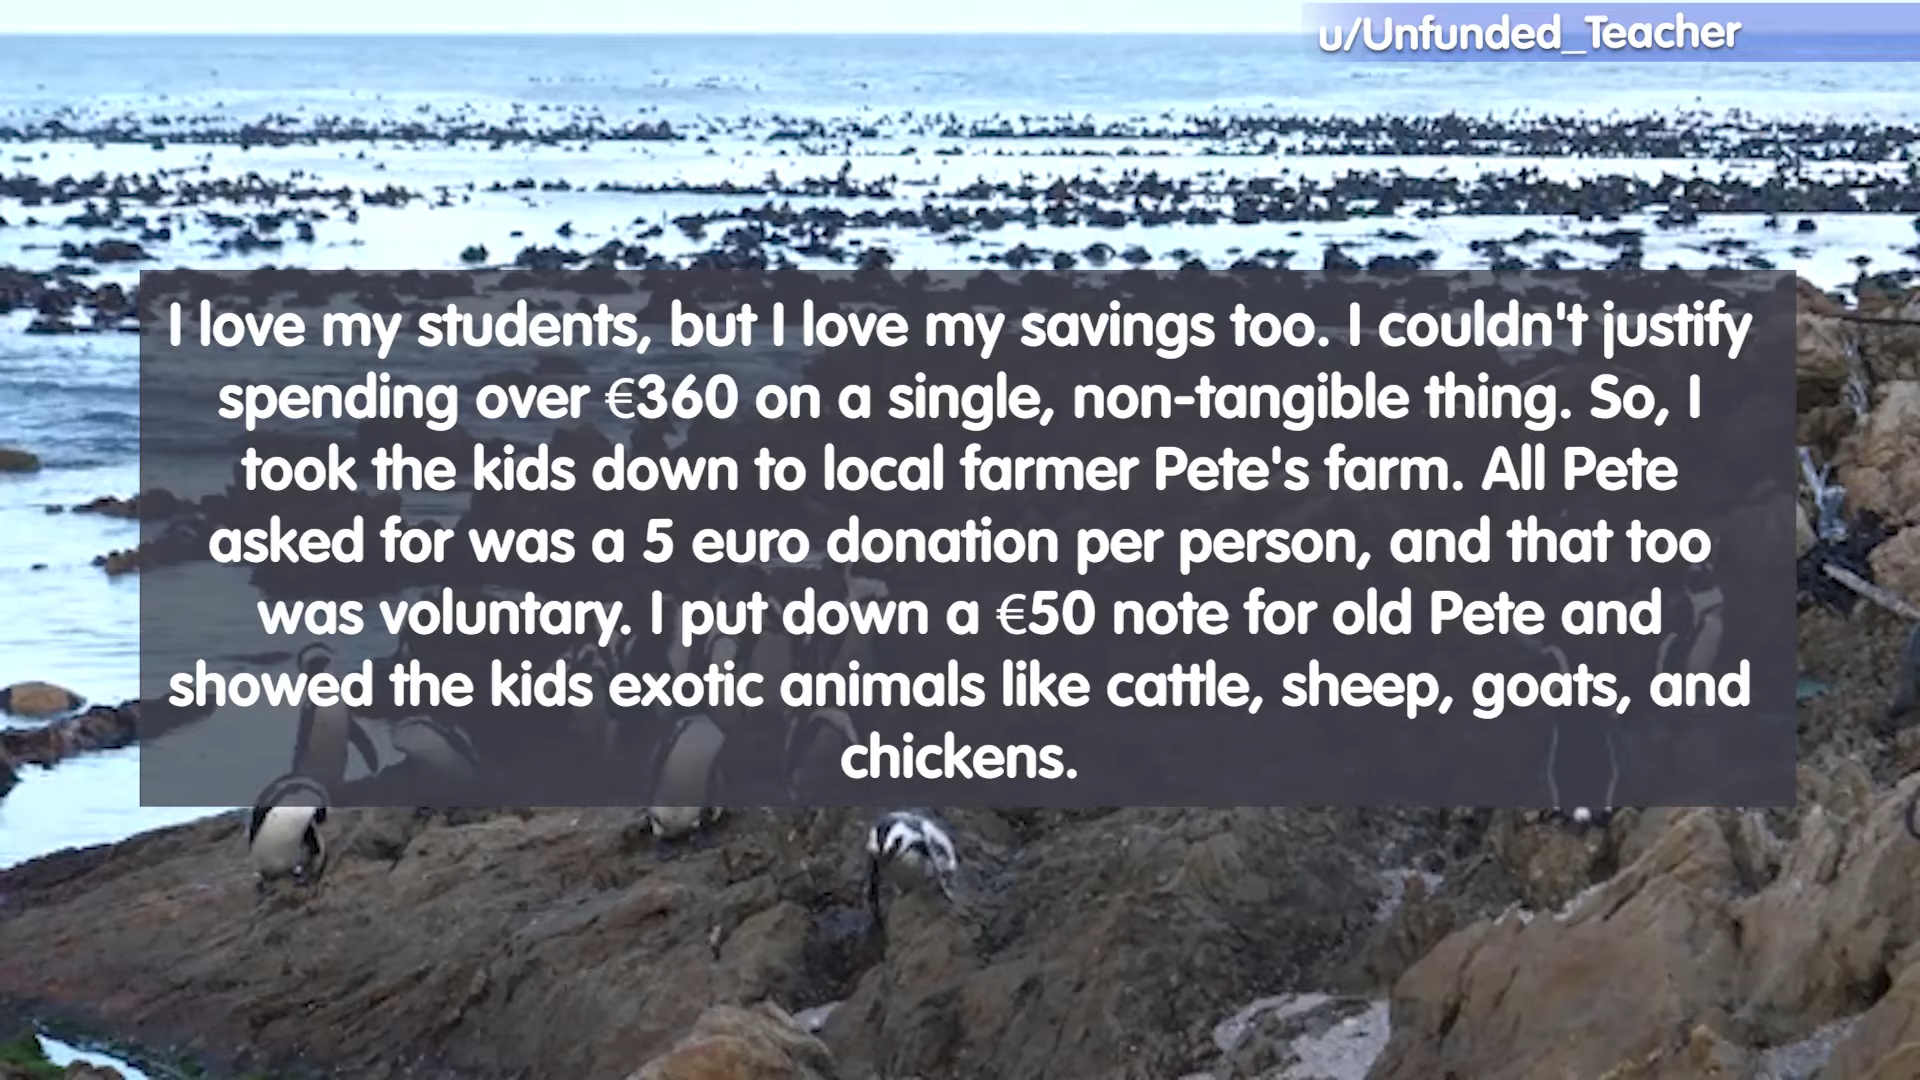 u/Unfunded_Teacher
I love my students, but I love my savings too. I couldn't justify
spending over €360 on a single, non-tangible thing. So, I
took the kids down to local farmer Pete's farm. All Pete
asked for was a 5 euro donation per person, and that too
was voluntary. I put down a €50 note for old Pete and
showed the kids exotic animals like cattle, sheep, goats, and
chickens.